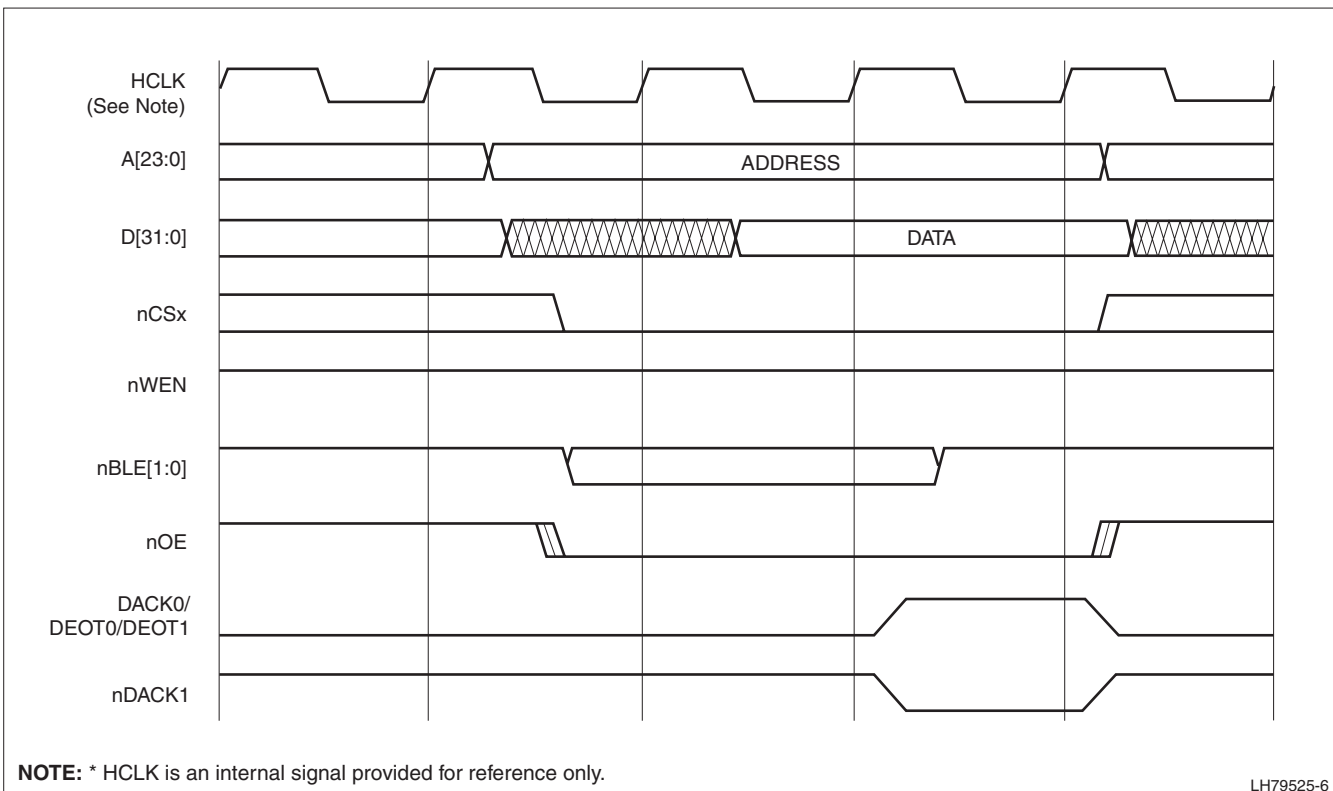 HCLK
(See Note)
A[23:0]
ADDRESS
D[31:0]
DATA
nCSx
nWEN
nBLE[1:0]
nOE
DACK0/
DEOT0/DEOT1
nDACK1
NOTE: * HCLK is an internal signal provided for reference only.
LH79525-6